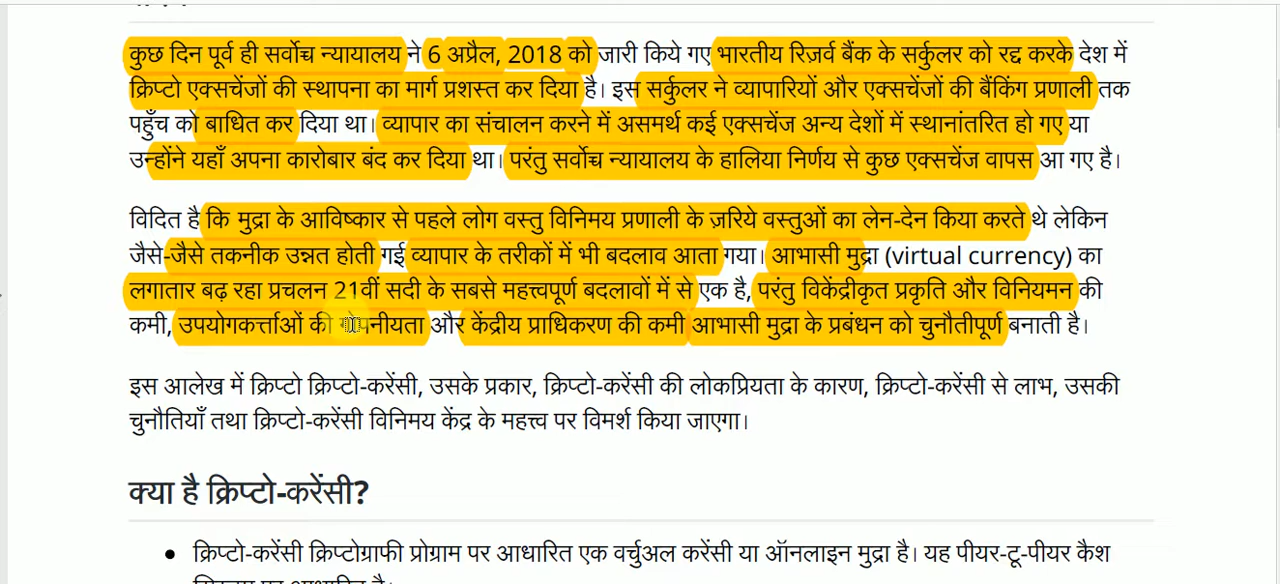 कुछ दिन पूर्व ही सर्वोच्च न्यायालय ने 6 अप्रैल, 2018 को जारी किये गए भारतीय रिज़र्व बैंक के सर्कुलर को रद्द करके देश में
क्रिप्टो एक्सचेंजों की स्थापना का मार्ग प्रशस्त कर दिया है। इस सर्कुलर ने व्यापारियों और एक्सचेंजों की बैंकिंग प्रणाली तक
पहुँच को बाधित कर दिया था। व्यापार का संचालन करने में असमर्थ कई एक्सचेंज अन्य देशों में स्थानांतरित हो गए या
उन्होंने यहाँ अपना कारोबार बंद कर दिया था। परंतु सर्वोच्च न्यायालय के हालिया निर्णय से कुछ एक्सचेंज वापस आ गए है।
विदित है कि मुद्रा के आविष्कार से पहले लोग वस्तु विनिमय प्रणाली के ज़रिये वस्तुओं का लेन-देन किया करते थे लेकिन
जैसे-जैसे तकनीक उन्नत होती गई व्यापार के तरीकों में भी बदलाव आता गया। आभासी मुद्रा (virtual currency) का
लगातार बढ़ रहा प्रचलन 21वीं सदी के सबसे महत्त्वपूर्ण बदलावों में से एक है, परंतु विकेंद्रीकृत प्रकृति और विनियमन की
कमी, उपयोगकर्त्ताओं की गोपनीयता और केंद्रीय प्राधिकरण की कमी आभासी मुद्रा के प्रबंधन को चुनौतीपूर्ण बनाती है।
इस आलेख में क्रिप्टो क्रिप्टो-करेंसी, उसके प्रकार, क्रिप्टो-करेंसी की लोकप्रियता के कारण, क्रिप्टो-करेंसी से लाभ, उसकी
चुनौतियाँ तथा क्रिप्टो-करेंसी विनिमय केंद्र के महत्त्व पर विमर्श किया जाएगा।
क्या है क्रिप्टो-करेंसी?
• क्रिप्टो-करेंसी क्रिप्टोग्राफी प्रोग्राम पर आधारित एक वर्चुअल करेंसी या ऑनलाइन मुद्रा है। यह पीयर-टू-पीयर कैश